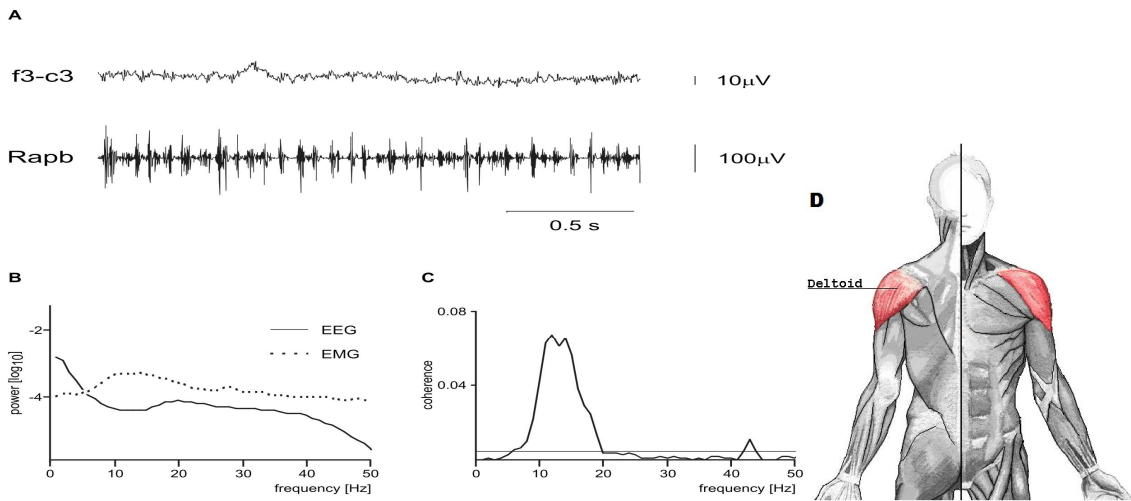 A
f3-c3
10µV
Rapb
100µV
0.5 s
D
Deltoid
B
-2
-4
power [log10]
EEG
EMG
0 10 20 30 40 50
frequency [Hz]
C
0.08
0.04
coherence
0 10 20 30 40 50
frequency [Hz]